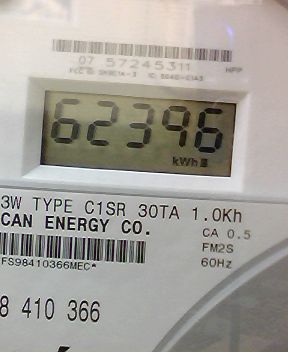 07 57245311
HPP
62396
kWh
3W TYPE C1SR 30TA 1.0Kh
CAN ENERGY CO.
CA 0.5
FM2S
60Hz
FS98410366MEC*
8 410 366